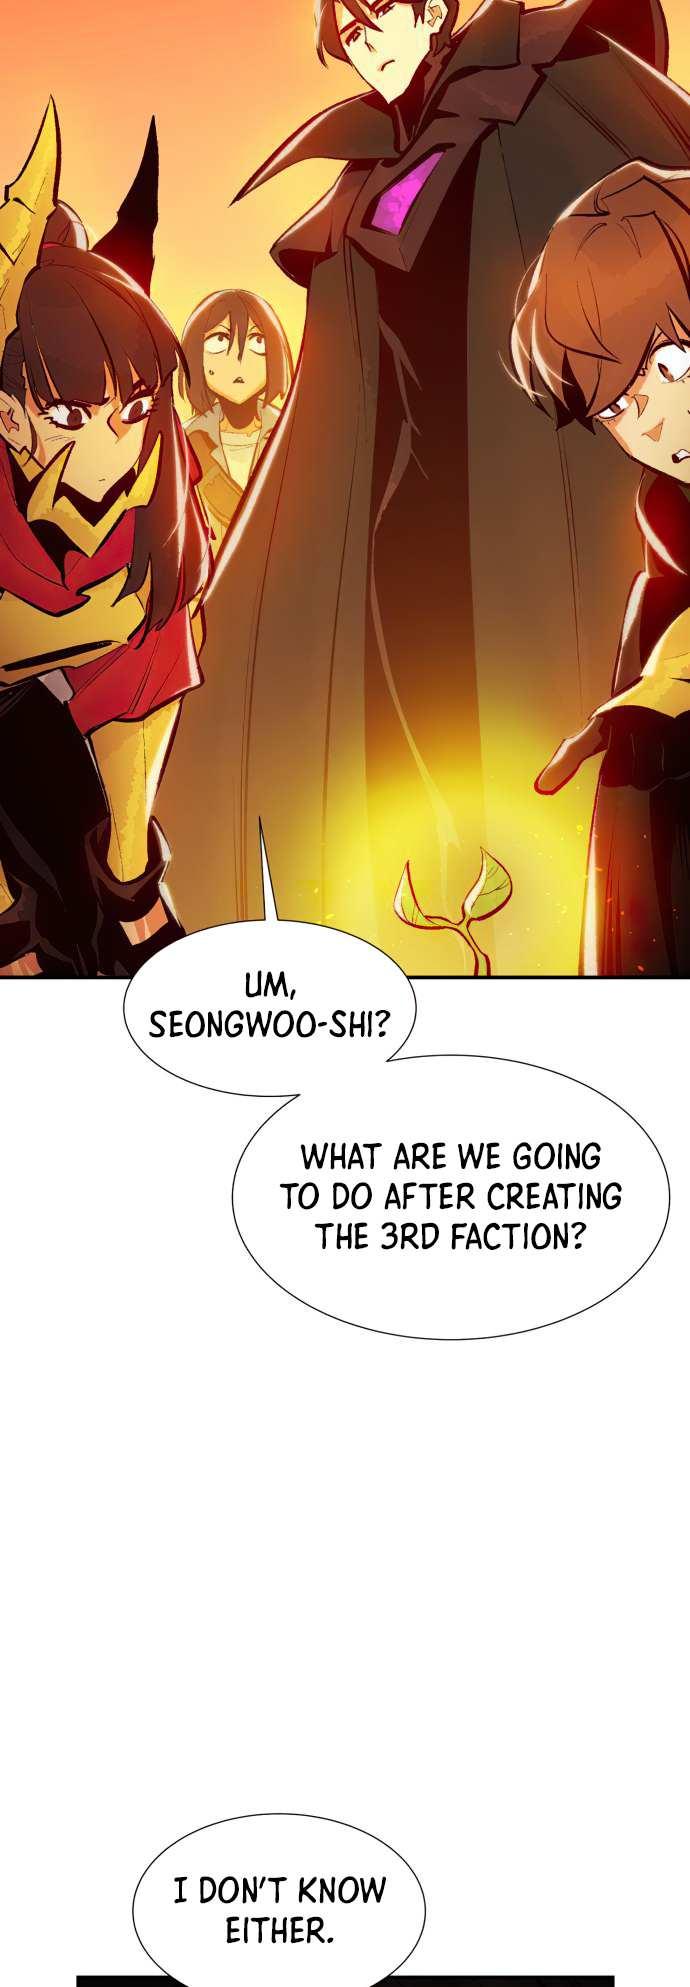 UM,
SEONGWOO-SHI?
WHAT ARE WE GOING
TO DO AFTER CREATING
THE 3RD FACTION?
I DON'T KNOW
EITHER.